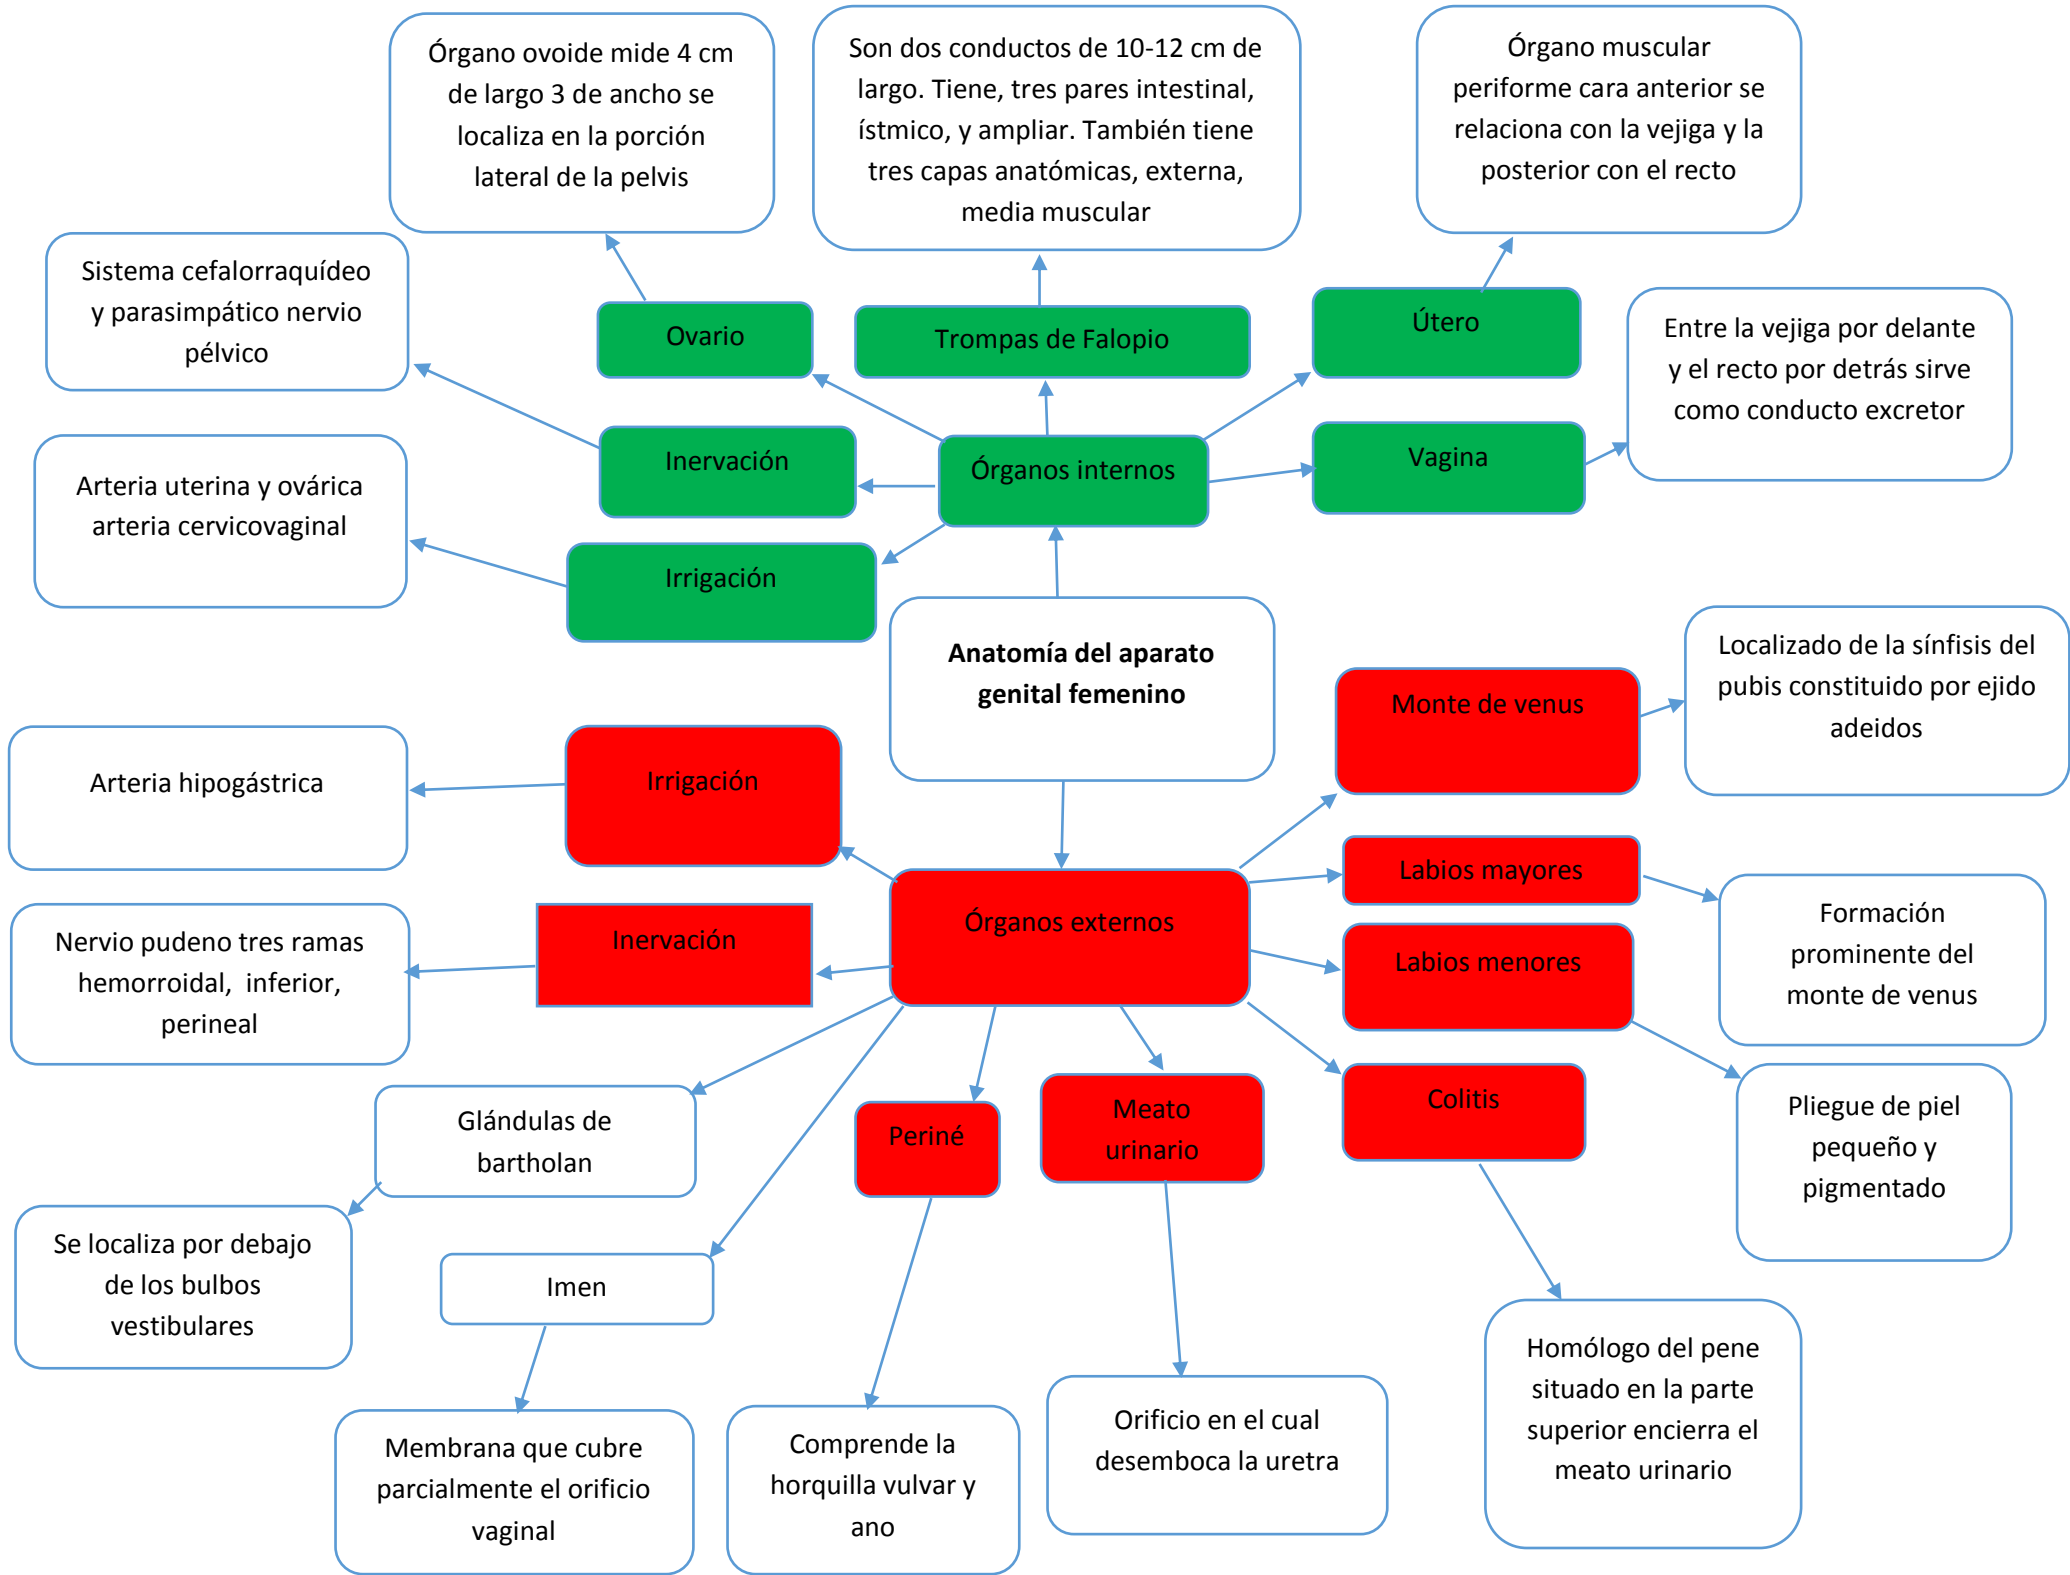 Órgano ovoide mide 4 cm
de largo 3 de ancho se
localiza en la porción
lateral de la pelvis
Son dos conductos de 10-12 cm de
largo. Tiene, tres pares intestinal,
ístmico, y ampliar. También tiene
tres capas anatómicas, externa,
media muscular
Órgano muscular
periforme cara anterior se
relaciona con la vejiga y la
posterior con el recto
Sistema cefalorraquídeo
y parasimpático nervio
pélvico
Ovario
Trompas de Falopio
Útero
Entre la vejiga por delante
y el recto por detrás sirve
como conducto excretor
Arteria uterina y ovárica
arteria cervicovaginal
Inervación
Órganos internos
Vagina
Irrigación
Anatomía del aparato
genital femenino
Monte de venus
Localizado de la sínfisis del
pubis constituido por ejido
adeidos
Arteria hipogástrica
Irrigación
Labios mayores
Formación
prominente del
monte de venus
Nervio pudeno tres ramas
hemorroidal, inferior,
perineal
Inervación
Órganos externos
Labios menores
Pliegue de piel
pequeño y
pigmentado
Glándulas de
bartholan
Periné
Meato
urinario
Colitis
Se localiza por debajo
de los bulbos
vestibulares
Imen
Membrana que cubre
parcialmente el orificio
vaginal
Comprende la
horquilla vulvar y
ano
Orificio en el cual
desemboca la uretra
Homólogo del pene
situado en la parte
superior encierra el
meato urinario